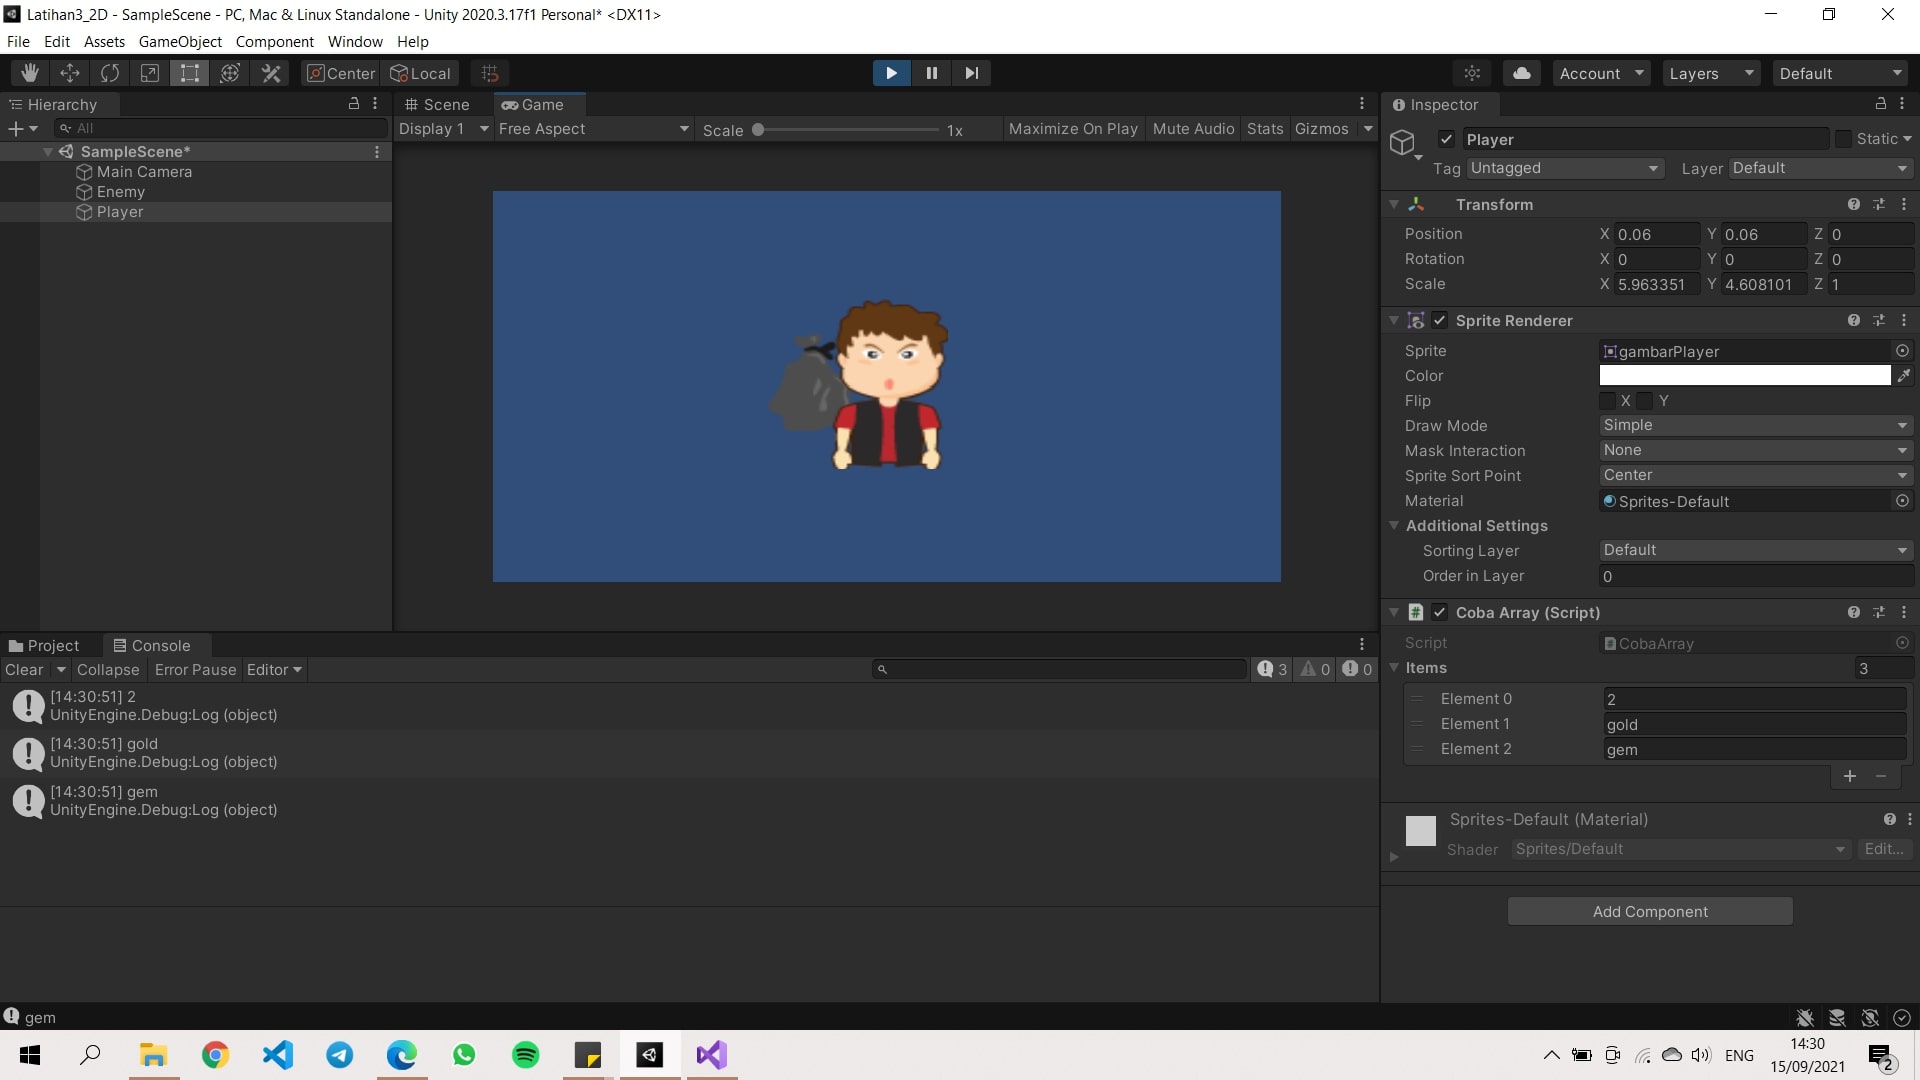 Latihan3_2D - SampleScene - PC, Mac & Linux Standalone - Unity 2020.3.17f1 Personal* <DX11>
File Edit Assets GameObject Component Window Help
Center Local Account Layers Default
Hierarchy
All
SampleScene*
Main Camera
Enemy
Player
Scene Game
Display 1 Free Aspect Scale 1x Maximize On Play Mute Audio Stats Gizmos
Inspector
Player Static
Tag Untagged Layer Default
Transform
Position X 0.06 Y 0.06 Z 0
Rotation X 0 Y 0 Z 0
Scale X 5.963351 Y 4.608101 Z 1
Sprite Renderer
Sprite gambarPlayer
Color
Flip X Y
Draw Mode Simple
Mask Interaction None
Sprite Sort Point Center
Material Sprites-Default
Additional Settings
Sorting Layer Default
Order in Layer 0
Coba Array (Script)
Script CobaArray
Items 3
Element 0 2
Element 1 gold
Element 2 gem
Sprites-Default (Material)
Shader Sprites/Default Edit...
Add Component
Project Console
Clear Collapse Error Pause Editor 3 0 0
[14:30:51] 2
UnityEngine.Debug:Log (object)
[14:30:51] gold
UnityEngine.Debug:Log (object)
[14:30:51] gem
UnityEngine.Debug:Log (object)
gem
ENG 14:30
15/09/2021 2